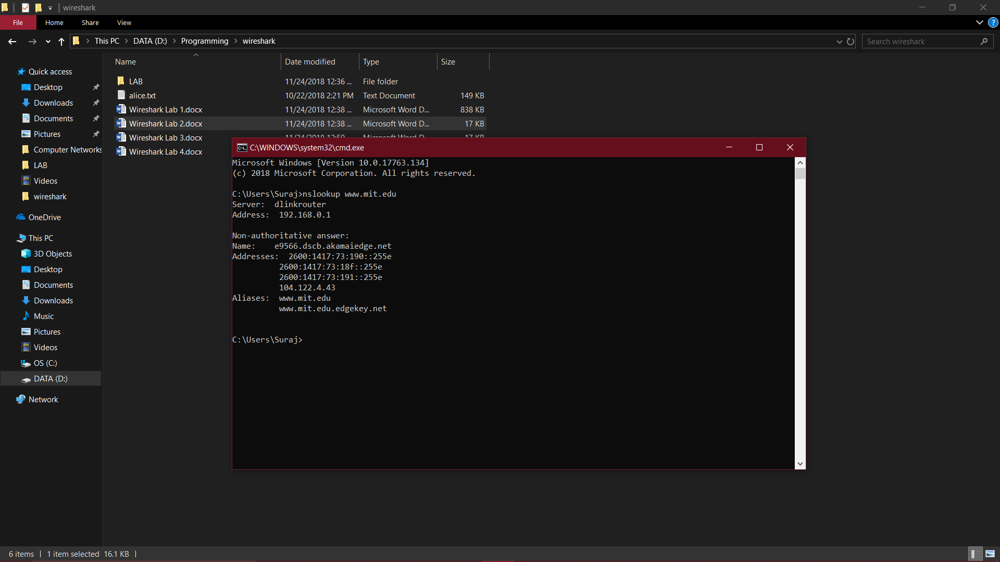 wireshark
File Home Share View
This PC DATA (D:) Programming wireshark
Search wireshark
Name Date modified Type Size
LAB 11/24/2018 12:36 ... File folder
alice.txt 10/22/2018 2:21 PM Text Document 149 KB
Wireshark Lab 1.docx 11/24/2018 12:38 ... Microsoft Word D... 838 KB
Wireshark Lab 2.docx 11/24/2018 12:38 ... Microsoft Word D... 17 KB
Wireshark Lab 3.docx 11/24/2018 12:50 ... Microsoft Word D... 17 KB
Wireshark Lab 4.docx
Quick access
Desktop
Downloads
Documents
Pictures
Computer Networks
LAB
Videos
wireshark
OneDrive
This PC
3D Objects
Desktop
Documents
Downloads
Music
Pictures
Videos
OS (C:)
DATA (D:)
Network
C:\WINDOWS\system32\cmd.exe
Microsoft Windows [Version 10.0.17763.134]
(c) 2018 Microsoft Corporation. All rights reserved.
C:\Users\Suraj>nslookup www.mit.edu
Server:  dlinkrouter
Address:  192.168.0.1
Non-authoritative answer:
Name:    e9566.dscb.akamaiedge.net
Addresses:  2600:1417:73:190::255e
2600:1417:73:18f::255e
2600:1417:73:191::255e
104.122.4.43
Aliases:  www.mit.edu
www.mit.edu.edgekey.net
C:\Users\Suraj>
6 items 1 item selected 16.1 KB